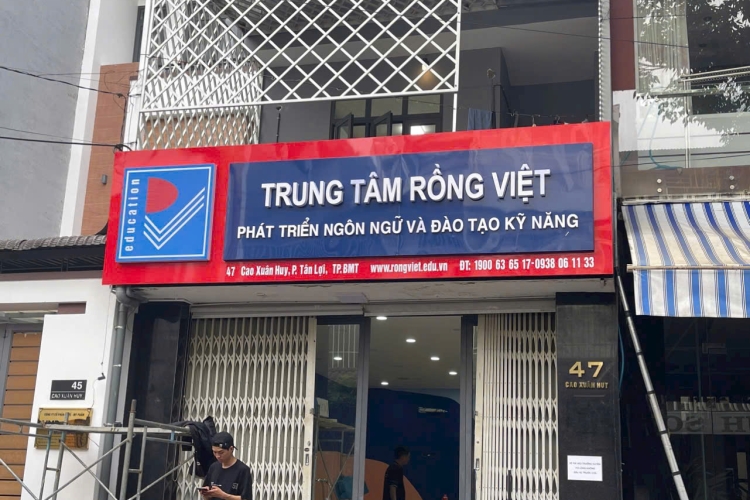 education
TRUNG TÂM RỒNG VIỆT
PHÁT TRIỂN NGÔN NGỮ VÀ ĐÀO TẠO KỸ NĂNG
47 Cao Xuân Huy, P. Tân Lợi, TP.BMT www.rongviet.edu.vn ĐT: 1900 63 65 17-0938 06 11 33
47
CAO XUÂN HUY
45
CAO XUÂN HUY